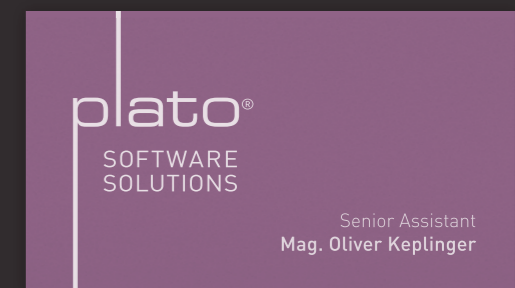 plato®
SOFTWARE
SOLUTIONS
Senior Assistant
Mag. Oliver Keplinger